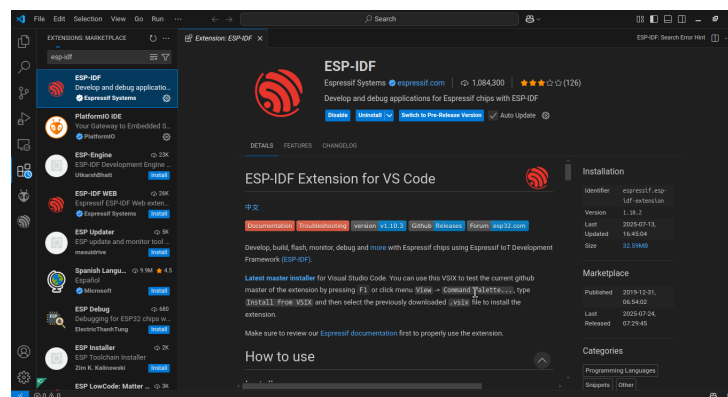 File Edit Selection View Go Run ···
Search
EXTENSIONS: MARKETPLACE
esp-idf
ESP-IDF
Develop and debug applicatio...
Espressif Systems
PlatformIO IDE
Your Gateway to Embedded S...
PlatformIO
ESP-Engine 23K
ESP-IDF Development Engine ...
UtkarshBhatt Install
ESP-IDF WEB 26K
Espressif ESP-IDF Web exten...
Espressif Systems Install
ESP Updater 5K
ESP update and monitor tool ...
masuidrive Install
Spanish Langu... 9.9M 4.5
Español
Microsoft Install
ESP Debug 680
Debugging for ESP32 chips w...
ElectricThanhTung Install
ESP Installer 2K
ESP Toolchain Installer
Zim K. Kalinowski Install
ESP LowCode: Matter ... 3K
Extension: ESP-IDF
ESP-IDF: Search Error Hint
ESP-IDF
Espressif Systems espressif.com 1,084,300 (126)
Develop and debug applications for Espressif chips with ESP-IDF
Disable Uninstall Switch to Pre-Release Version Auto Update
DETAILS FEATURES CHANGELOG
ESP-IDF Extension for VS Code
中文
Documentation Troubleshooting version v1.10.3 Github Releases Forum esp32.com
Develop, build, flash, monitor, debug and more with Espressif chips using Espressif IoT Development
Framework (ESP-IDF).
Latest master installer for Visual Studio Code. You can use this VSIX to test the current github
master of the extension by pressing F1 or click menu View -> Command Palette..., type
Install from VSIX and then select the previously downloaded .vsix file to install the
extension.
Make sure to review our Espressif documentation first to properly use the extension.
How to use
Installation
Identifier espressif.esp-
idf-extension
Version 1.10.2
Last Updated 2025-07-13, 16:45:04
Size 32.59MB
Marketplace
Published 2019-12-31, 06:54:02
Last Released 2025-07-24, 07:29:45
Categories
Programming Languages
Snippets Other
0 0